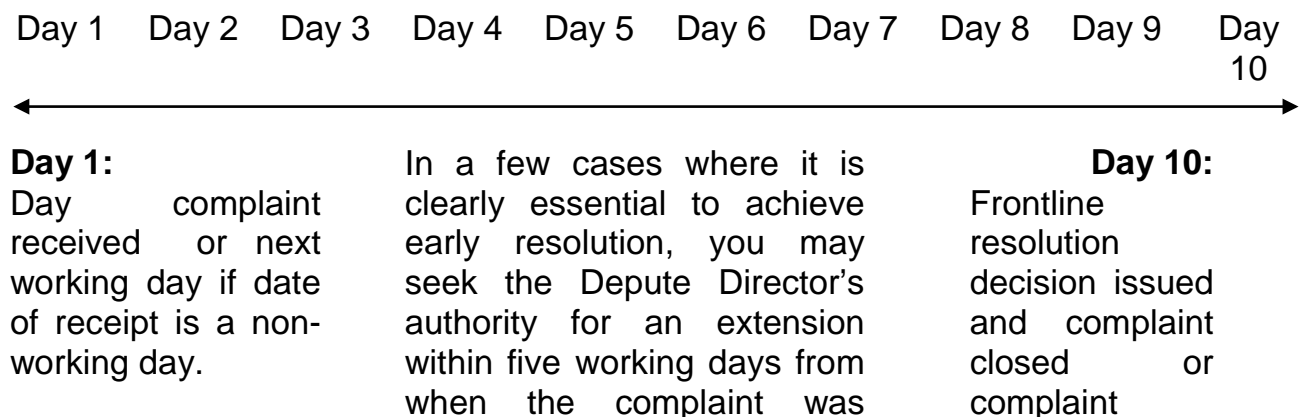 Day 1 Day 2 Day 3 Day 4 Day 5 Day 6 Day 7 Day 8 Day 9 Day
10
Day 1:
Day complaint
received or next
working day if date
of receipt is a non-
working day.
In a few cases where it is
clearly essential to achieve
early resolution, you may
seek the Depute Director’s
authority for an extension
within five working days from
when the complaint was
Day 10:
Frontline
resolution
decision issued
and complaint
closed or
complaint